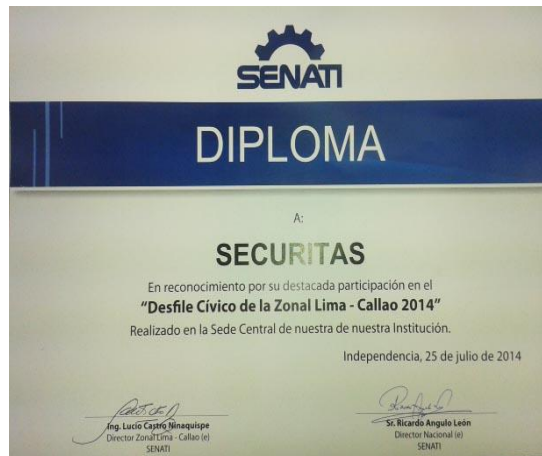 SENATI
DIPLOMA
A:
SECURITAS
En reconocimiento por su destacada participación en el
"Desfile Cívico de la Zonal Lima - Callao 2014"
Realizado en la Sede Central de nuestra de nuestra Institución.
Independencia, 25 de julio de 2014
Ing. Lucio Castro Ninaquispe
Director Zonal Lima - Callao (e)
SENATI
Sr. Ricardo Angulo León
Director Nacional (e)
SENATI